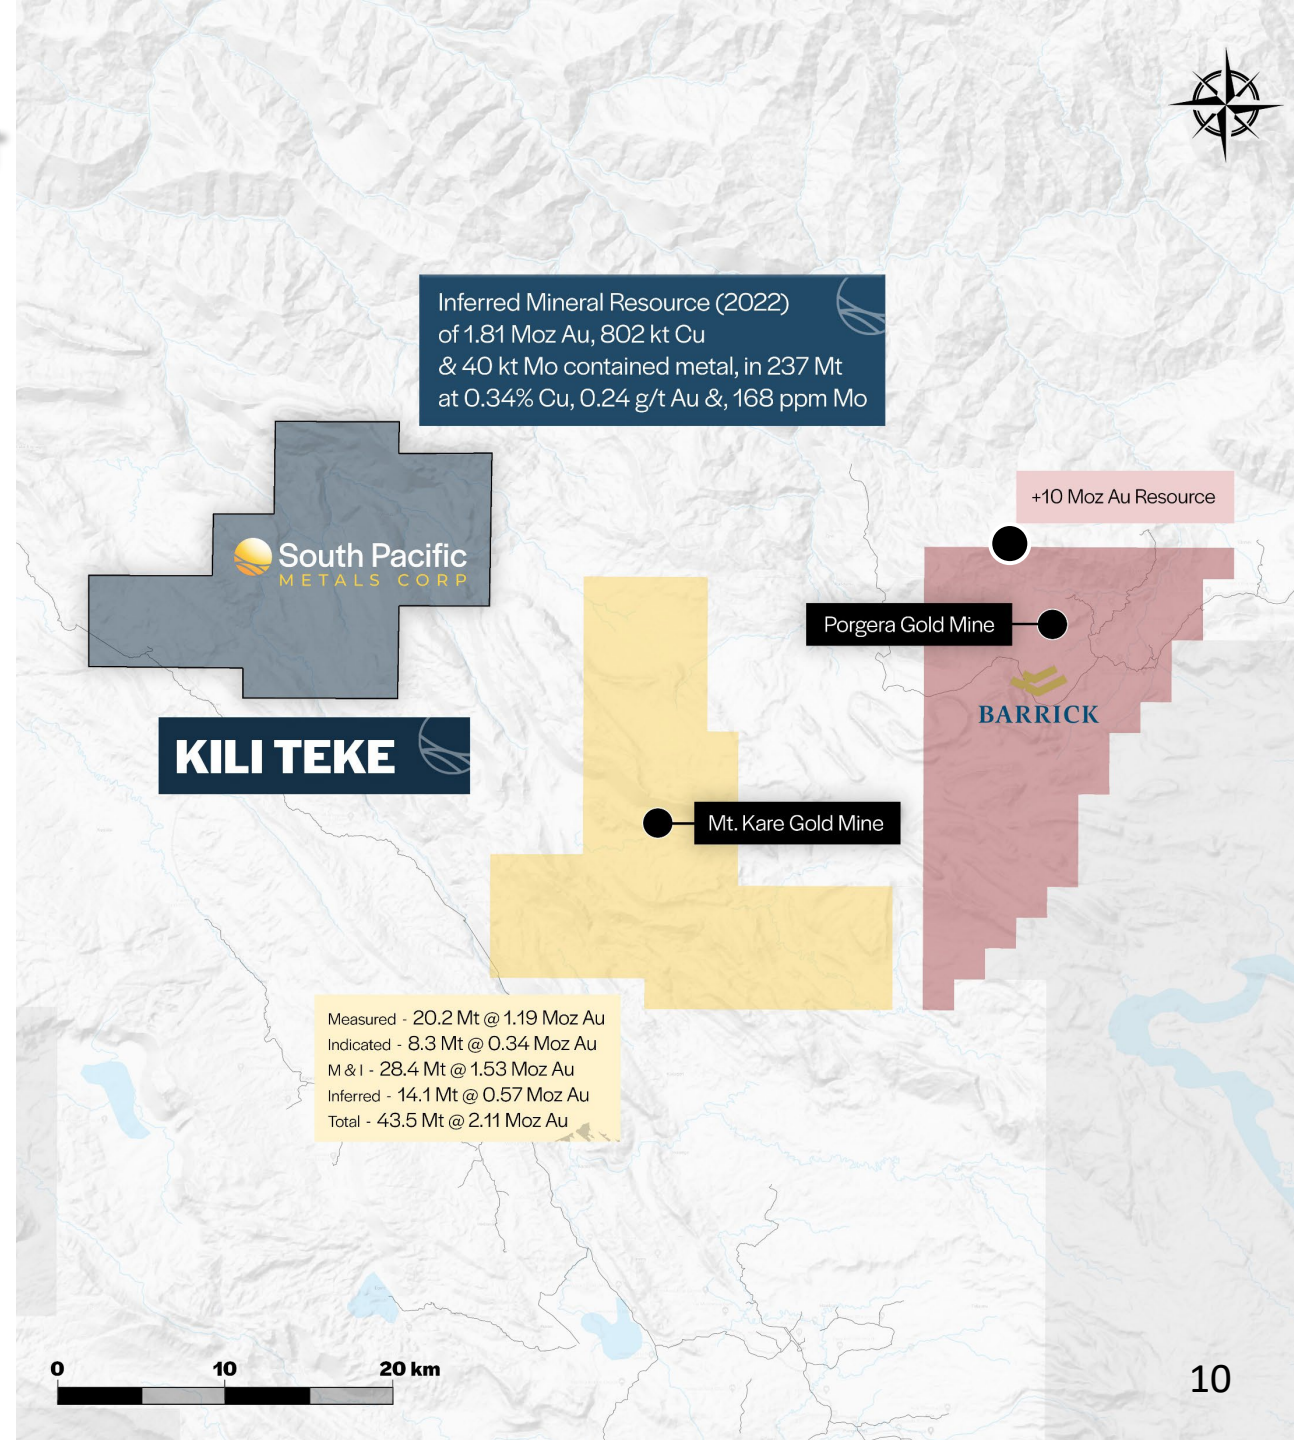 Inferred Mineral Resource (2022)
of 1.81 Moz Au, 802 kt Cu
& 40 kt Mo contained metal, in 237 Mt
at 0.34% Cu, 0.24 g/t Au &, 168 ppm Mo
+10 Moz Au Resource
South Pacific
METALS CORP
Porgera Gold Mine
BARRICK
KILI TEKE
Mt. Kare Gold Mine
Measured - 20.2 Mt @ 1.19 Moz Au
Indicated - 8.3 Mt @ 0.34 Moz Au
M & I - 28.4 Mt @ 1.53 Moz Au
Inferred - 14.1 Mt @ 0.57 Moz Au
Total - 43.5 Mt @ 2.11 Moz Au
0 10 20 km
10